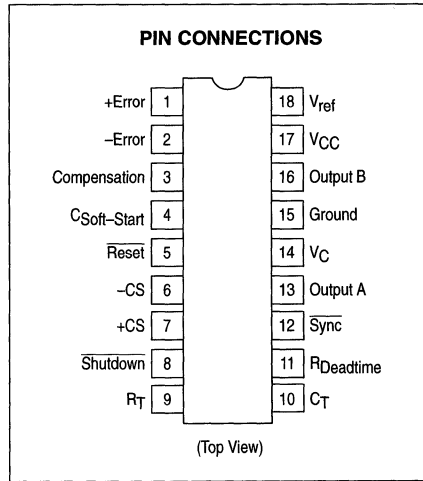 PIN CONNECTIONS
+Error 1 18 Vref
–Error 2 17 VCC
Compensation 3 16 Output B
CSoft–Start 4 15 Ground
Reset 5 14 VC
–CS 6 13 Output A
+CS 7 12 Sync
Shutdown 8 11 RDeadtime
RT 9 10 CT
(Top View)